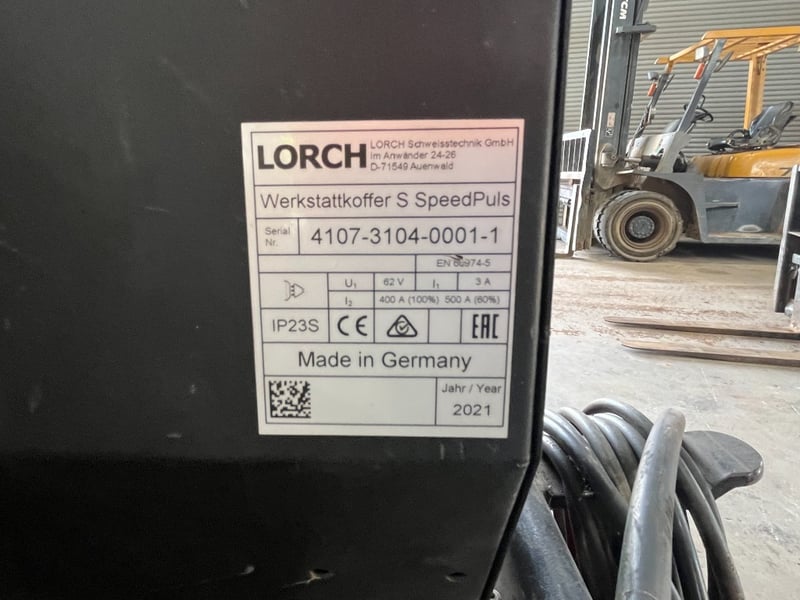 TCM
LORCH
LORCH Schweisstechnik GmbH
Im Anwänder 24-26
D-71549 Auenwald
Werkstattkoffer S SpeedPuls
Serial Nr.
4107-3104-0001-1
EN 60974-5
U₁ 62 V I₁ 3 A
I₂ 400 A (100%) 500 A (60%)
IP23S CE EAC
Made in Germany
Jahr / Year
2021